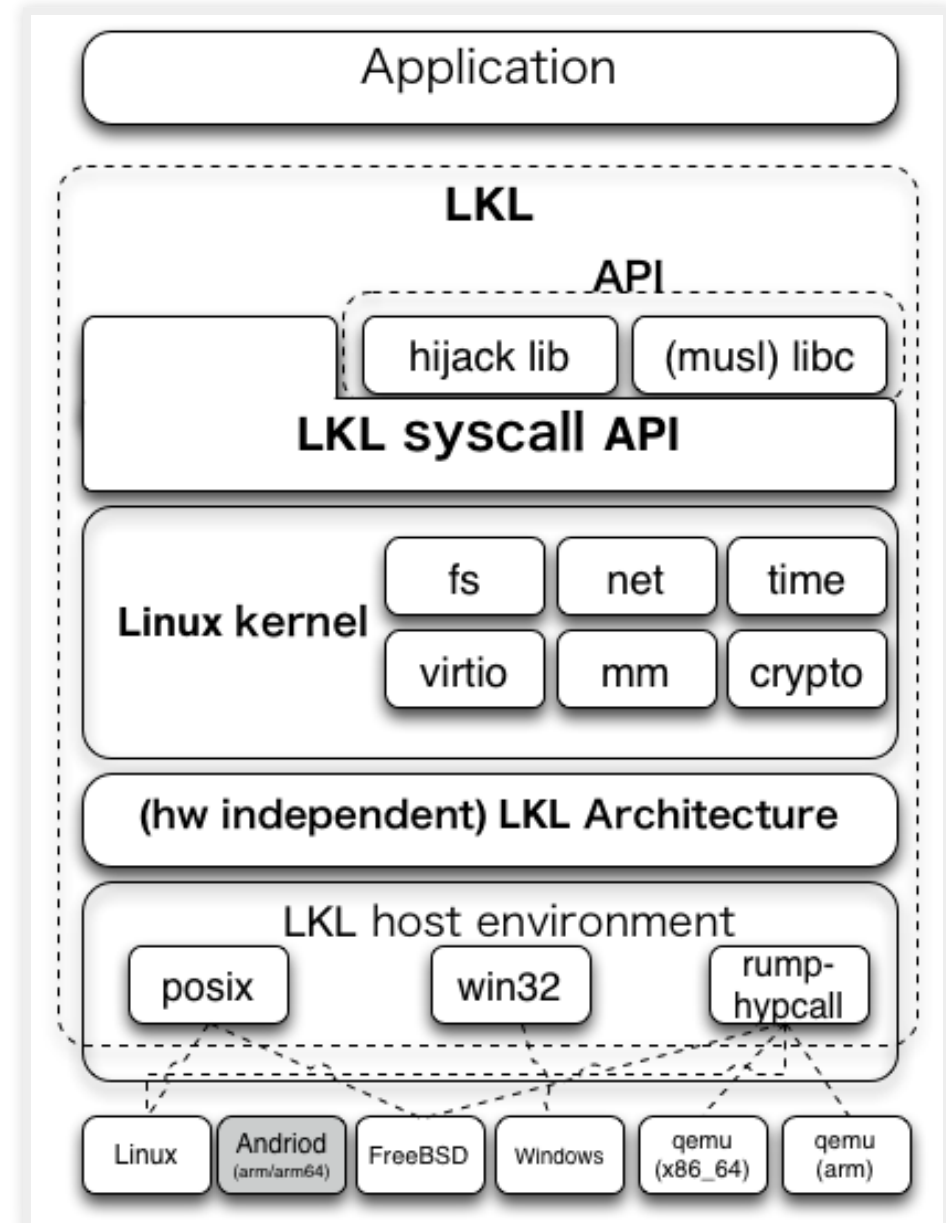 Application
LKL
API
hijack lib
(musl) libc
LKL syscall API
fs
net
time
Linux kernel
virtio
mm
crypto
(hw independent) LKL Architecture
LKL host environment
posix
win32
rump-
hypcall
Linux
Andriod
(arm/arm64)
FreeBSD
Windows
qemu
(x86_64)
qemu
(arm)